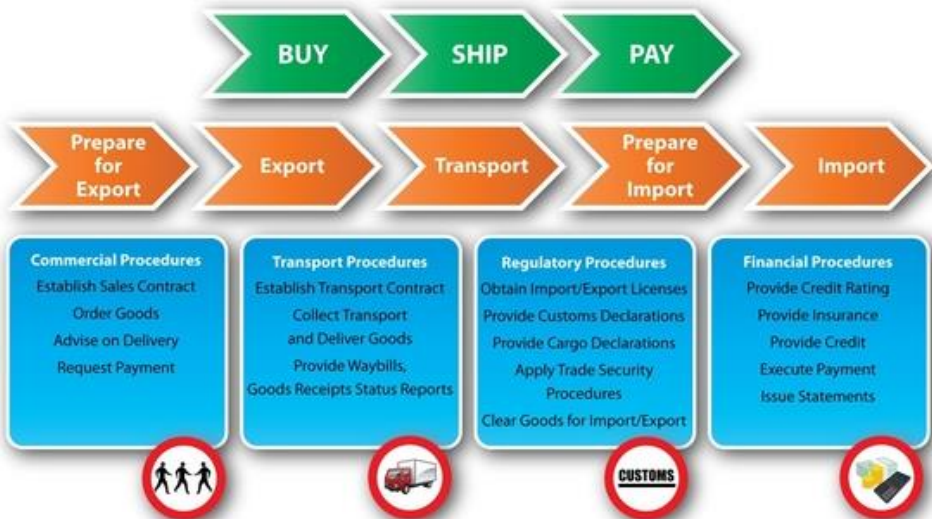 BUY
SHIP
PAY
Prepare
for
Export
Export
Transport
Prepare
for
Import
Import
Commercial Procedures
Establish Sales Contract
Order Goods
Advise on Delivery
Request Payment
Transport Procedures
Establish Transport Contract
Collect Transport
and Deliver Goods
Provide Waybills,
Goods Receipts Status Reports
Regulatory Procedures
Obtain Import/Export Licenses
Provide Customs Declarations
Provide Cargo Declarations
Apply Trade Security
Procedures
Clear Goods for Import/Export
Financial Procedures
Provide Credit Rating
Provide Insurance
Provide Credit
Execute Payment
Issue Statements
CUSTOMS